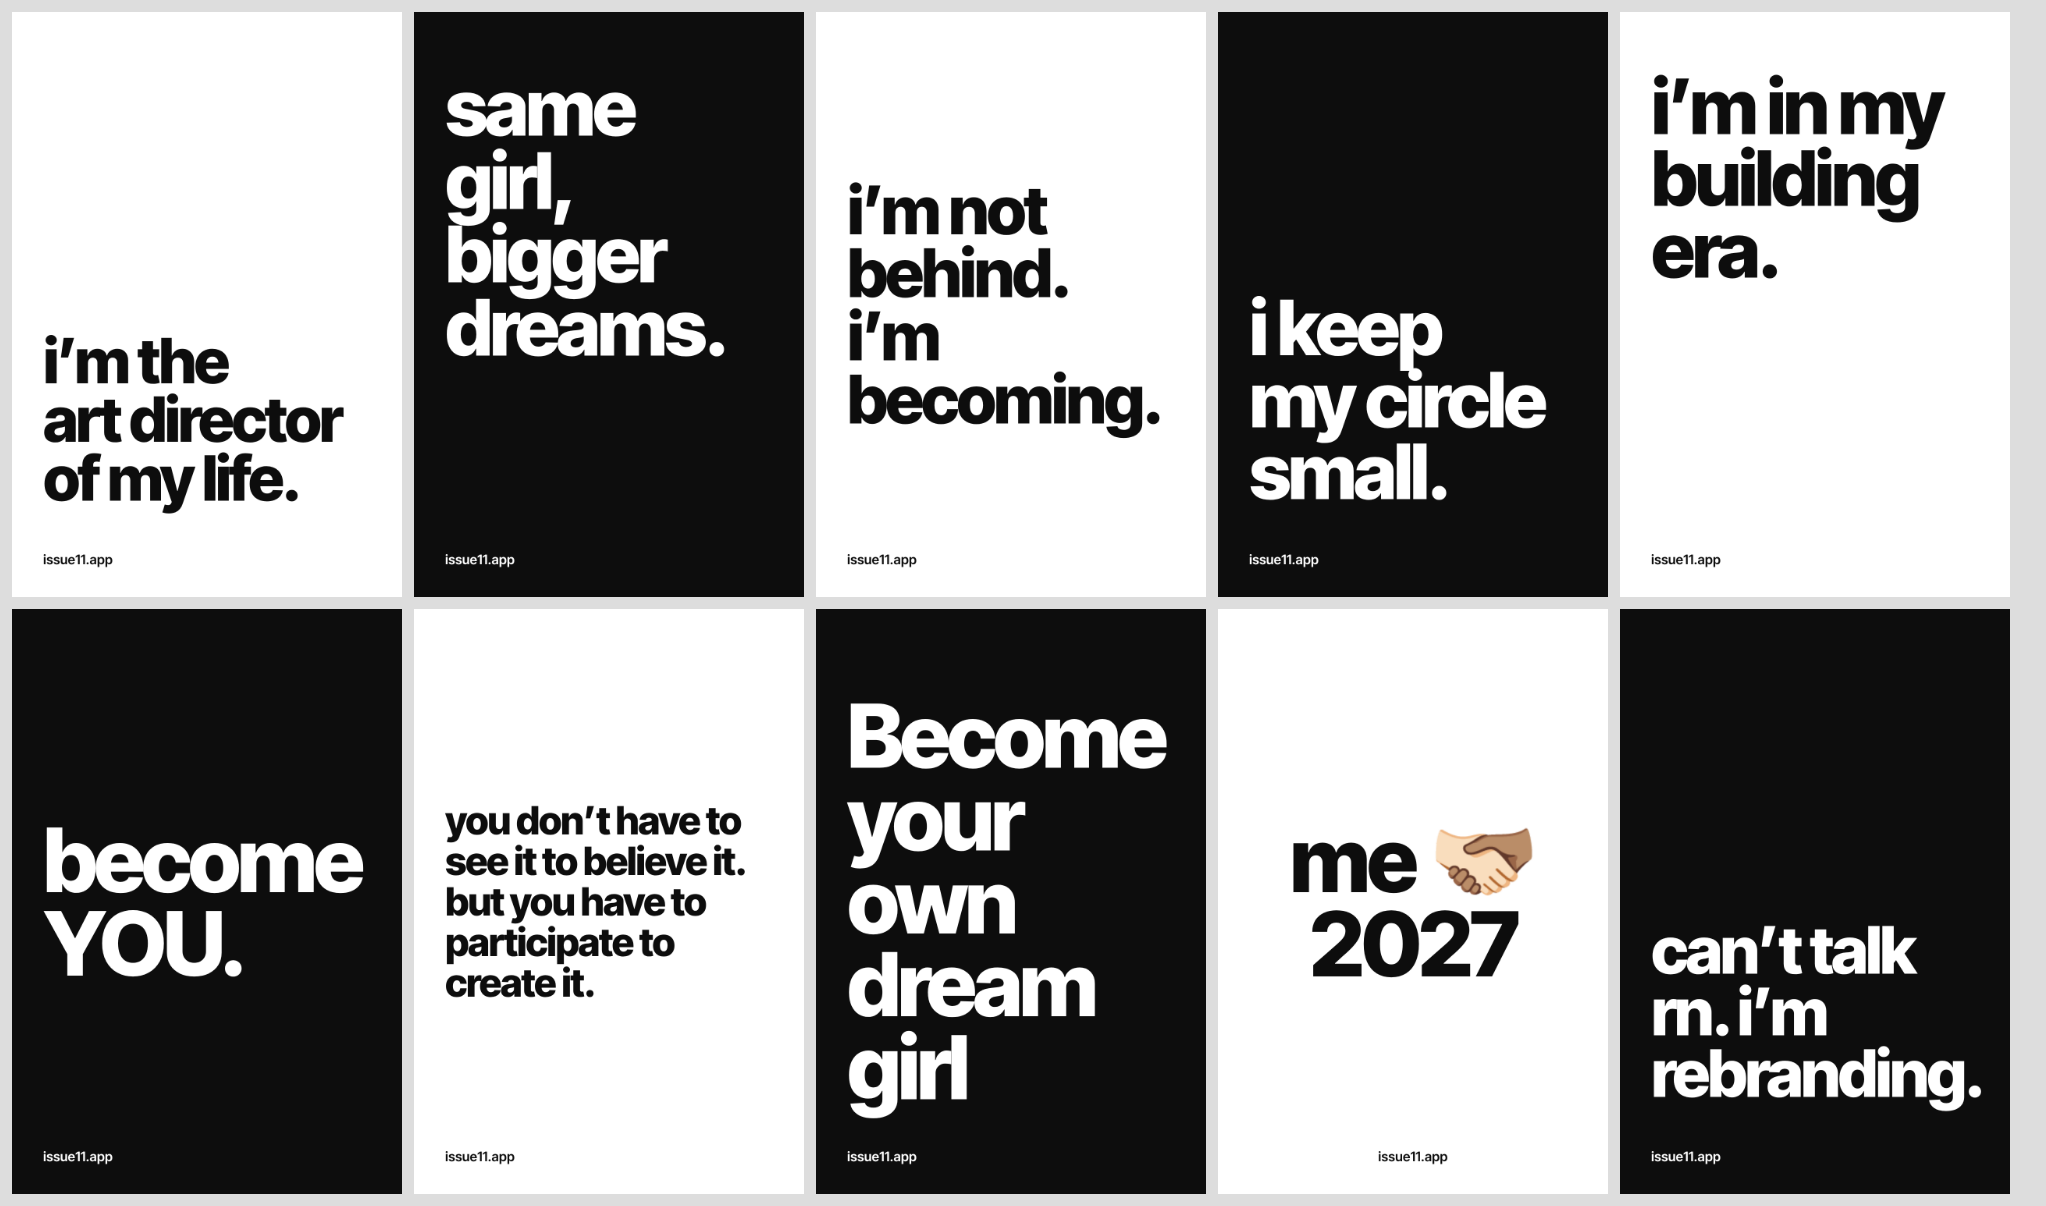 i’m the
art director
of my life.
issue11.app
same
girl,
bigger
dreams.
issue11.app
i’m not
behind.
i’m
becoming.
issue11.app
i keep
my circle
small.
issue11.app
i’m in my
building
era.
issue11.app
become
YOU.
issue11.app
you don’t have to
see it to believe it.
but you have to
participate to
create it.
issue11.app
Become
your
own
dream
girl
issue11.app
me
2027
issue11.app
can’t talk
rn. i’m
rebranding.
issue11.app